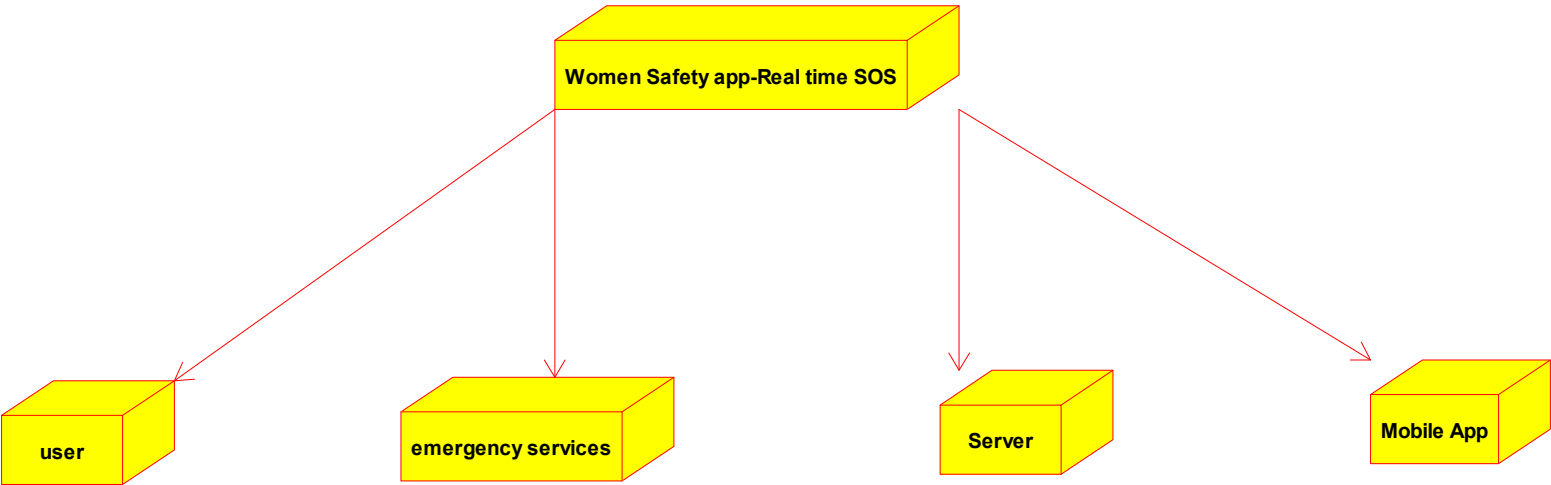 Women Safety app-Real time SOS
user
emergency services
Server
Mobile App